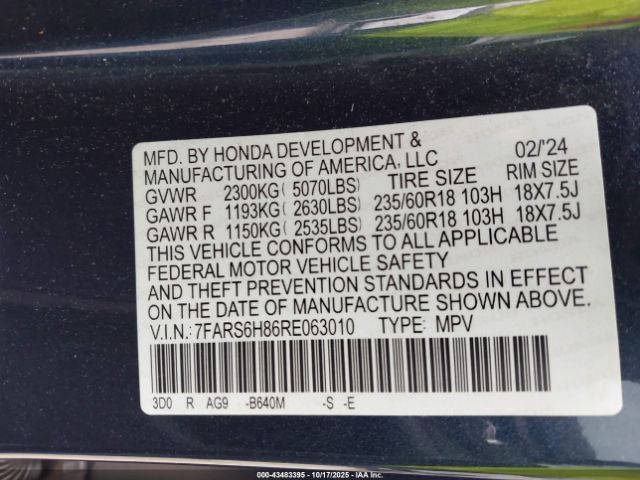 MFD. BY HONDA DEVELOPMENT & 02/'24
MANUFACTURING OF AMERICA, LLC
TIRE SIZE RIM SIZE
GVWR 2300KG( 5070LBS)
GAWR F 1193KG( 2630LBS) 235/60R18 103H 18X7.5J
GAWR R 1150KG( 2535LBS) 235/60R18 103H 18X7.5J
THIS VEHICLE CONFORMS TO ALL APPLICABLE
FEDERAL MOTOR VEHICLE SAFETY
AND THEFT PREVENTION STANDARDS IN EFFECT
ON THE DATE OF MANUFACTURE SHOWN ABOVE.
V.I.N.:7FARS6H86RE063010 TYPE: MPV
3D0 R AG9 -B640M -S -E
000-43483395 - 10/17/2025 - IAA Holdings, LLC